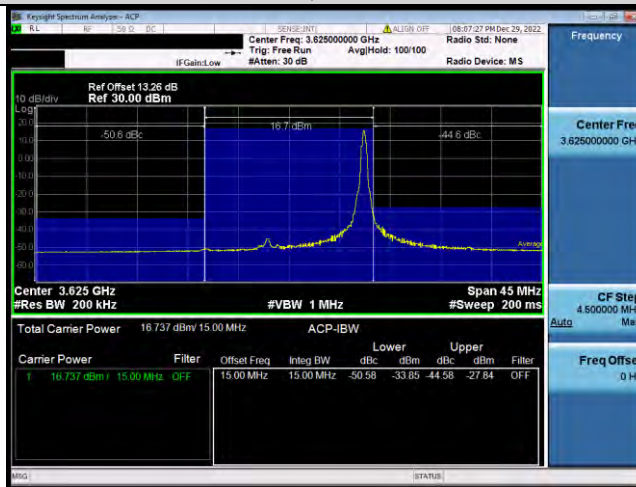 Keysight Spectrum Analyzer - ACP
RL RF 50 Ω DC SENSE:INT ALIGN OFF 08:07:27 PM Dec 29, 2022
Center Freq: 3.625000000 GHz Radio Std: None
Trig: Free Run Avg|Hold: 100/100
IFGain:Low #Atten: 30 dB Radio Device: MS
Frequency
Ref Offset 13.26 dB
10 dB/div Ref 30.00 dBm
Log
20.0
10.0
0.00
-10.0
-20.0
-30.0
-40.0
-50.0
-60.0
-50.6 dBc 16.7 dBm -44.6 dBc
Average
Center Fre
3.625000000 GH
Center 3.625 GHz Span 45 MHz
#Res BW 200 kHz #VBW 1 MHz #Sweep 200 ms
CF Ste
4.500000 MH
Auto Ma
Total Carrier Power 16.737 dBm/ 15.00 MHz ACP-IBW
Lower Upper
Carrier Power Filter Offset Freq Integ BW dBc dBm dBc dBm Filter
1 16.737 dBm / 15.00 MHz OFF 15.00 MHz 15.00 MHz -50.58 -33.85 -44.58 -27.84 OFF
Freq Offse
0 H
MSG STATUS